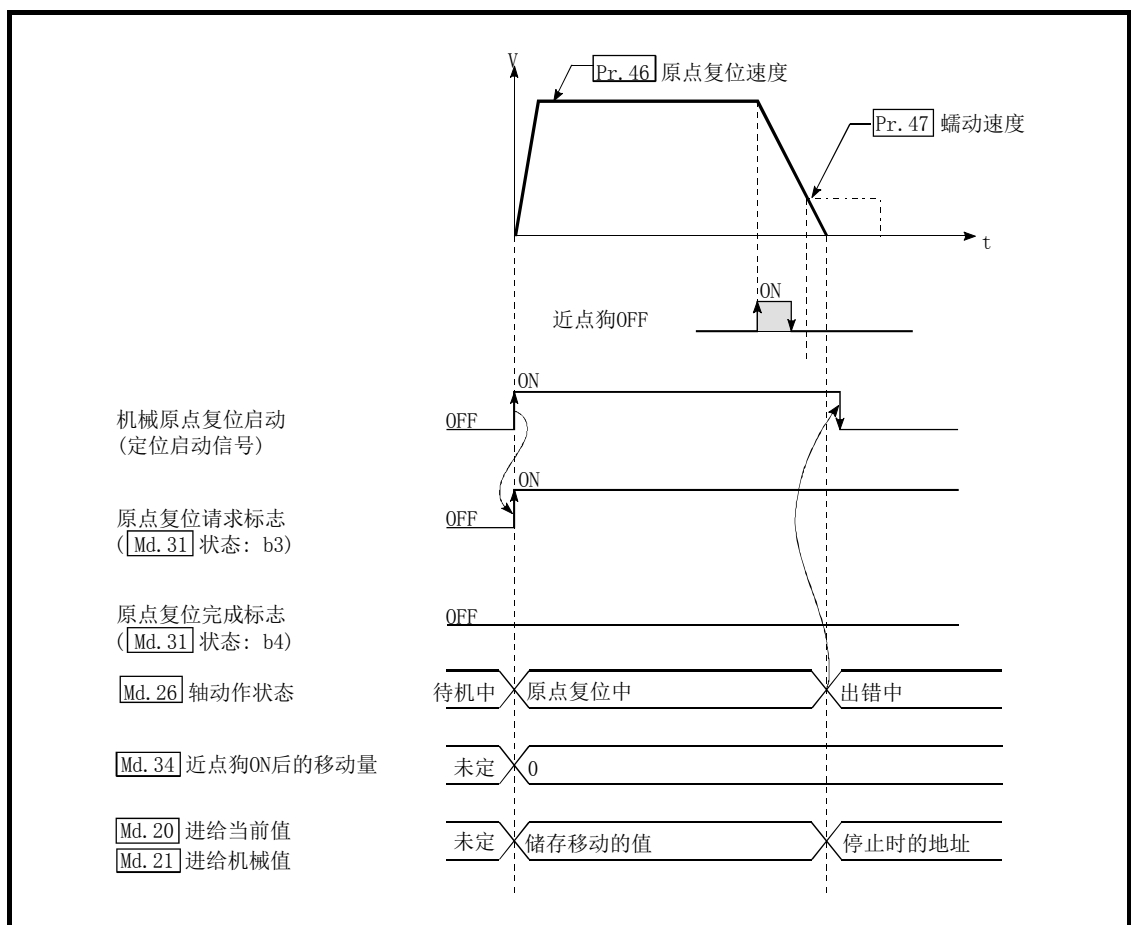 V
Pr. 46 原点复位速度
Pr. 47 蠕动速度
t
ON
近点狗OFF
ON
机械原点复位启动
(定位启动信号)
OFF
ON
原点复位请求标志
(Md. 31 状态: b3)
OFF
原点复位完成标志
(Md. 31 状态: b4)
OFF
Md. 26 轴动作状态
待机中
原点复位中
出错中
Md. 34 近点狗ON后的移动量
未定
0
Md. 20 进给当前值
Md. 21 进给机械值
未定
储存移动的值
停止时的地址